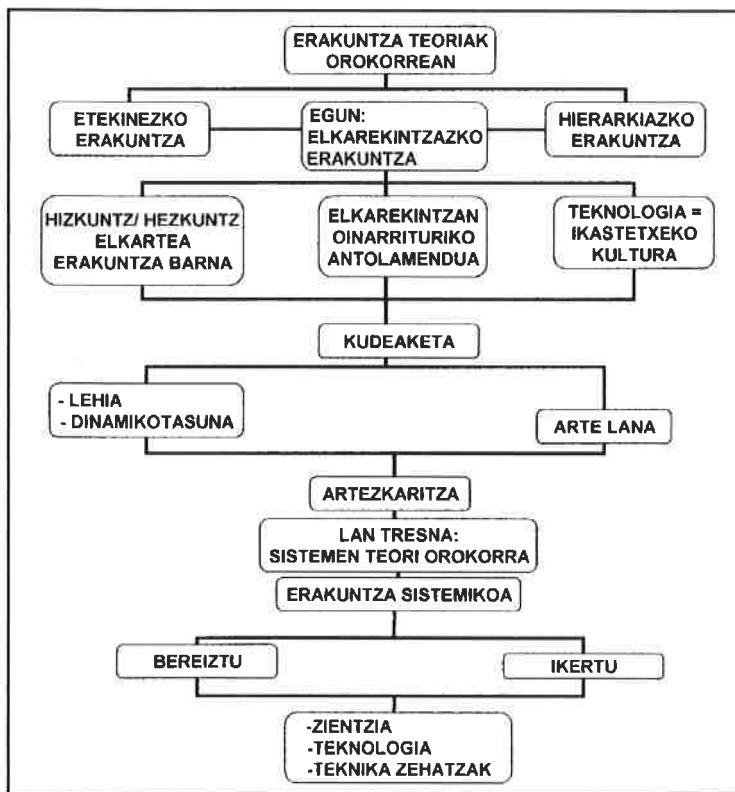 ERAKUNTZA TEORIAK
OROKORREAN
ETEKINEZKO
ERAKUNTZA
EGUN:
ELKAREKINTZAZKO
ERAKUNTZA
HIERARKIAZKO
ERAKUNTZA
HIZKUNTZ/ HEZKUNTZ
ELKARTEA
ERAKUNTZA BARNA
ELKAREKINTZAN
OINARRITURIKO
ANTOLAMENDUA
TEKNOLOGIA =
IKASTETXEKO
KULTURA
KUDEAKETA
- LEHIA
- DINAMIKOTASUNA
ARTE LANA
ARTEZKARITZA
LAN TRESNA:
SISTEMEN TEORI OROKORRA
ERAKUNTZA SISTEMIKOA
BEREIZTU
IKERTU
-ZIENTZIA
-TEKNOLOGIA
-TEKNIKA ZEHATZAK